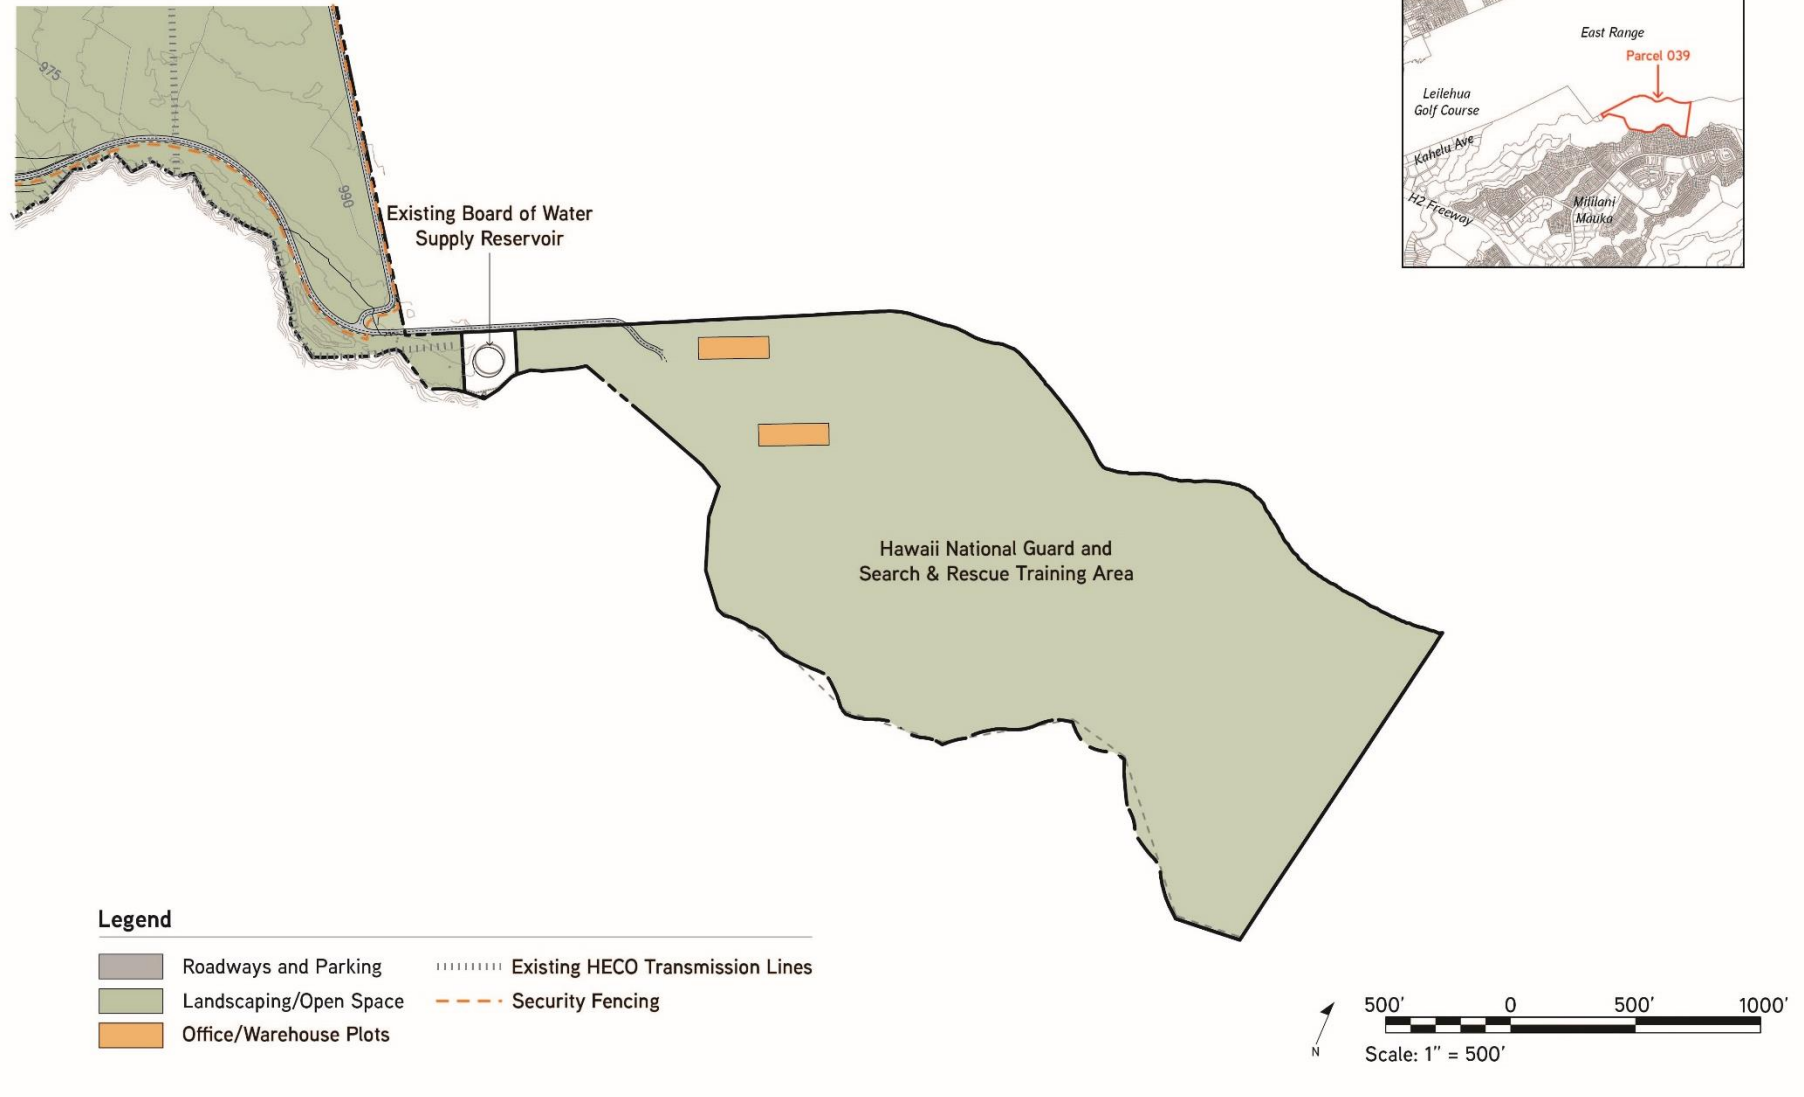 East Range
Parcel 039
Leilehua
Golf Course
Kahelu Ave
H2 Freeway
Mililani
Mauka
975
990
Existing Board of Water
Supply Reservoir
Hawaii National Guard and
Search & Rescue Training Area
Legend
Roadways and Parking
Existing HECO Transmission Lines
Landscaping/Open Space
Security Fencing
Office/Warehouse Plots
N
500’ 0 500’ 1000’
Scale: 1” = 500’